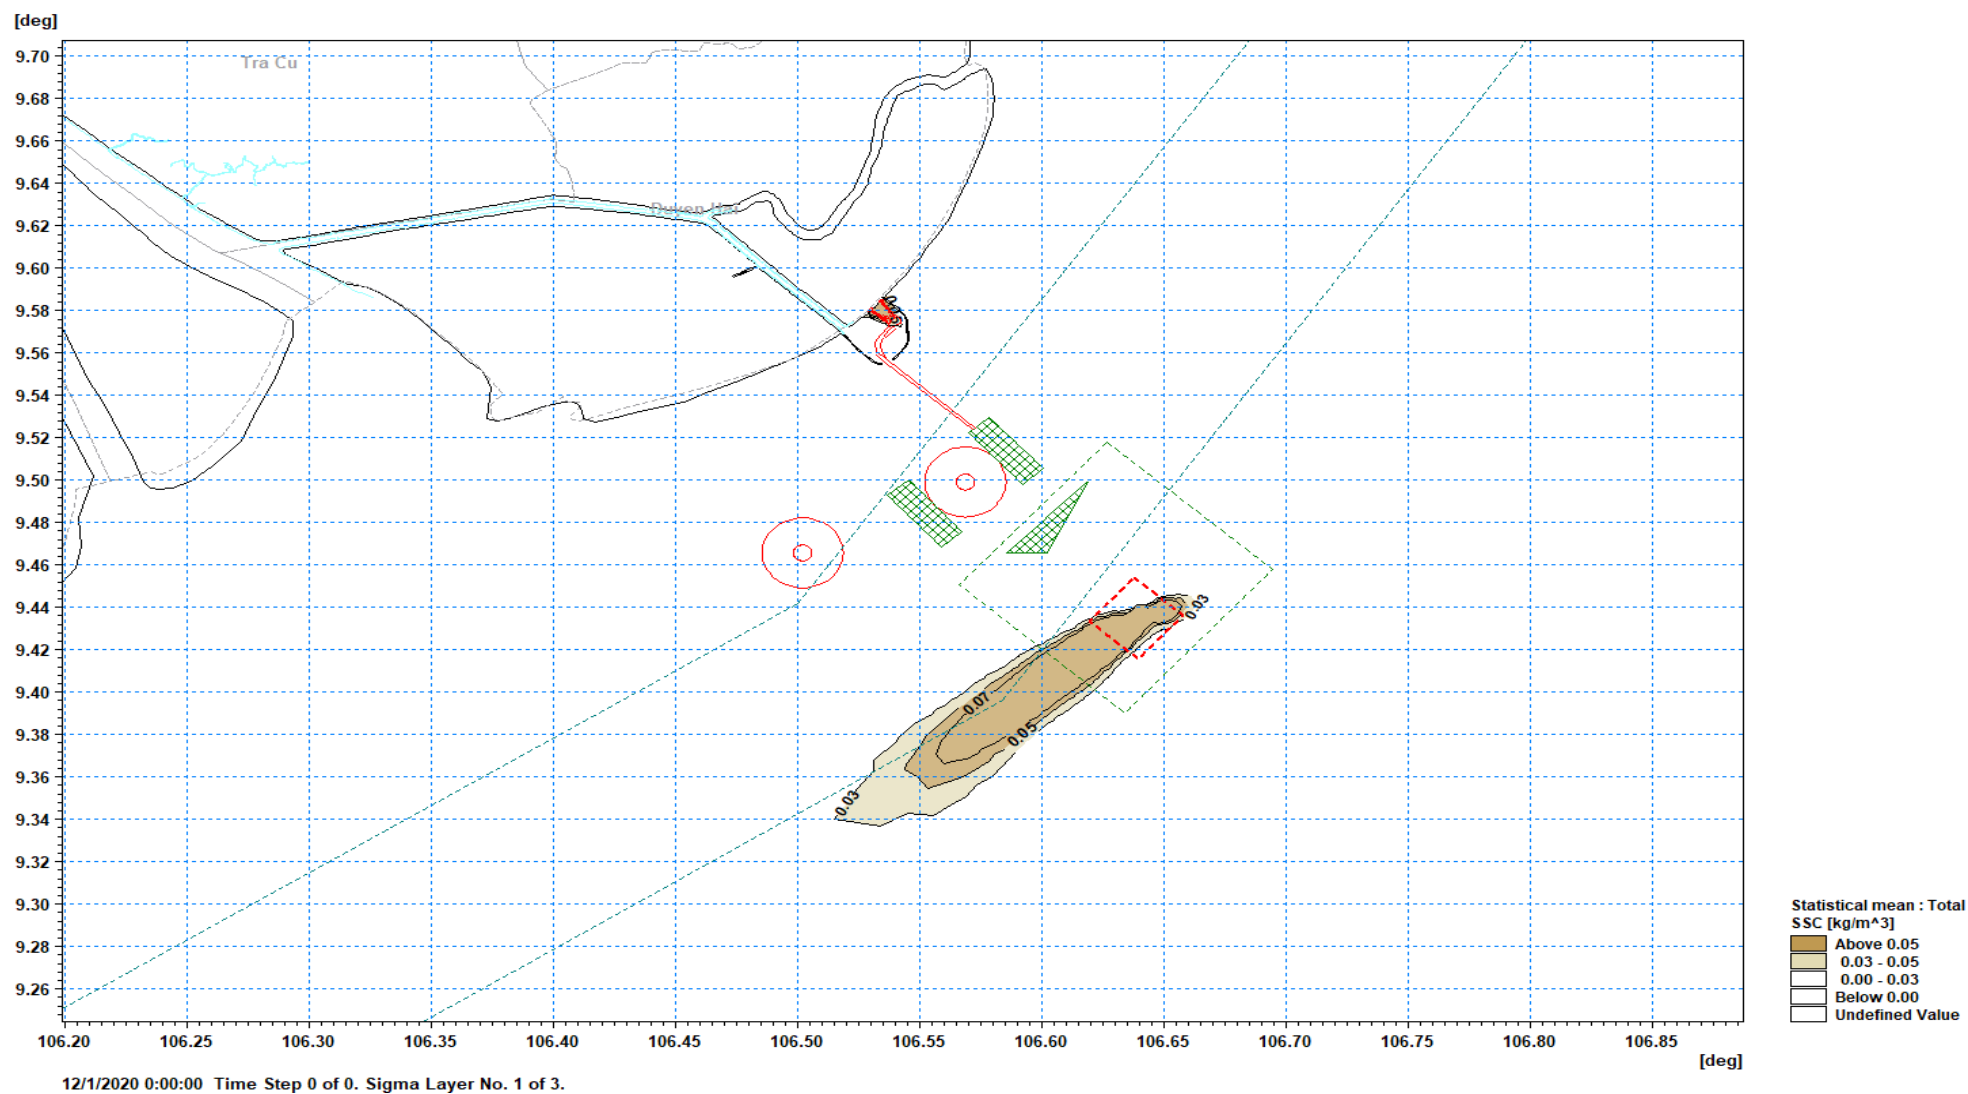 [deg]
9.70
Tra Cu
9.68
9.66
9.64
Duyen Hai
9.62
9.60
9.58
9.56
9.54
9.52
9.50
9.48
9.46
9.44
0.03
9.42
9.40
0.07
9.38
0.05
9.36
0.03
9.34
9.32
9.30
9.28
9.26
106.20 106.25 106.30 106.35 106.40 106.45 106.50 106.55 106.60 106.65 106.70 106.75 106.80 106.85
[deg]
Statistical mean : Total
SSC [kg/m^3]
Above 0.05
0.03 - 0.05
0.00 - 0.03
Below 0.00
Undefined Value
12/1/2020 0:00:00 Time Step 0 of 0. Sigma Layer No. 1 of 3.